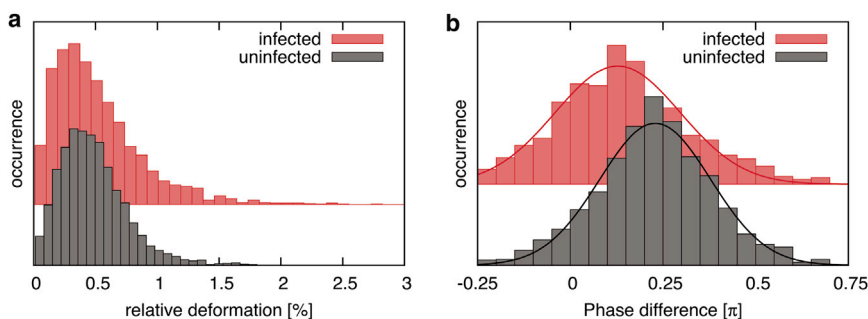 a
infected
uninfected
occurrence
0 0.5 1 1.5 2 2.5 3
relative deformation [%]
b
infected
uninfected
occurrence
-0.25 0 0.25 0.5 0.75
Phase difference [π]